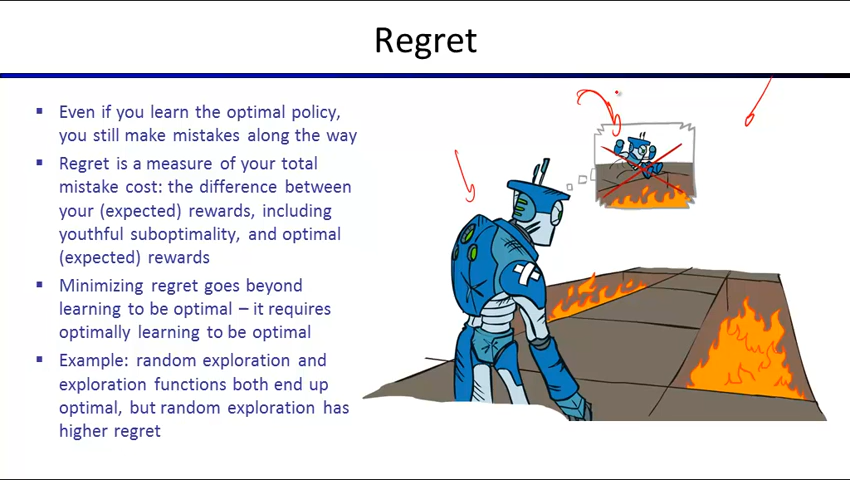 Regret
▪ Even if you learn the optimal policy,
you still make mistakes along the way
▪ Regret is a measure of your total
mistake cost: the difference between
your (expected) rewards, including
youthful suboptimality, and optimal
(expected) rewards
▪ Minimizing regret goes beyond
learning to be optimal – it requires
optimally learning to be optimal
▪ Example: random exploration and
exploration functions both end up
optimal, but random exploration has
higher regret